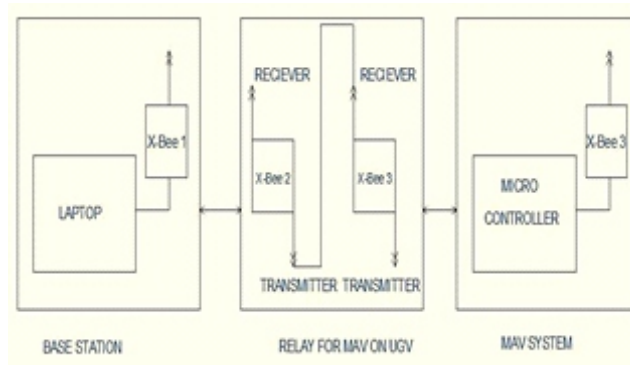 RECIEVER
RECIEVER
X-Bee 1
X-Bee 2
X-Bee 3
X-Bee 3
LAPTOP
MICRO
CONTROLLER
TRANSMITTER TRANSMITTER
BASE STATION
RELAY FOR MAV ON UGV
MAV SYSTEM